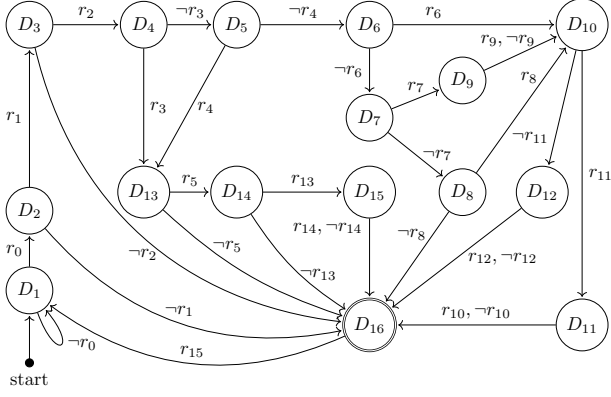 r₂ ¬r₃ ¬r₄ r₆
D₃ D₄ D₅ D₆ D₁₀
r₉, ¬r₉
¬r₆ r₇ D₉ r₈
r₁ r₃ r₄ D₇ ¬r₁₁
¬r₇ r₁₁
r₅ r₁₃
D₂ D₁₃ D₁₄ D₁₅ D₈ D₁₂
r₀ ¬r₂ ¬r₅ r₁₄, ¬r₁₄ ¬r₈ r₁₂, ¬r₁₂
¬r₁₃
D₁ ¬r₁ r₁₀, ¬r₁₀
D₁₆ D₁₁
¬r₀ r₁₅
start